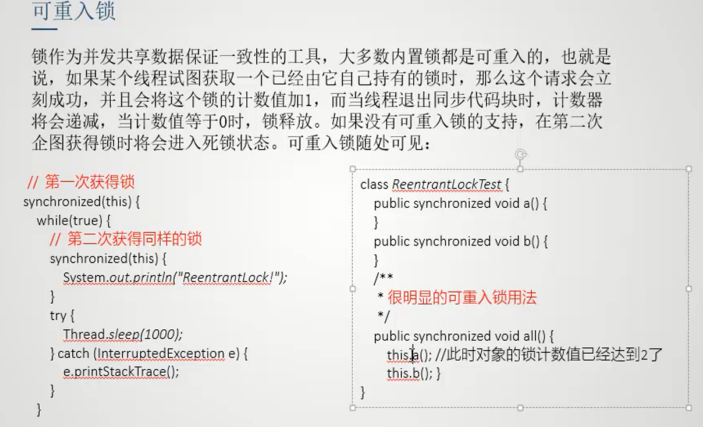 可重入锁
锁作为并发共享数据保证一致性的工具，大多数内置锁都是可重入的，也就是
说，如果某个线程试图获取一个已经由它自己持有的锁时，那么这个请求会立
刻成功，并且会将这个锁的计数值加1，而当线程退出同步代码块时，计数器
将会递减，当计数值等于0时，锁释放。如果没有可重入锁的支持，在第二次
企图获得锁时将会进入死锁状态。可重入锁随处可见：
// 第一次获得锁
synchronized(this) {
while(true) {
// 第二次获得同样的锁
synchronized(this) {
System.out.println("ReentrantLock!");
}
try {
Thread.sleep(1000);
} catch (InterruptedException e) {
e.printStackTrace();
}
}
class ReentrantLockTest {
public synchronized void a() {
}
public synchronized void b() {
}
/**
* 很明显的可重入锁用法
*/
public synchronized void all() {
this.a(); //此时对象的锁计数值已经达到2了
this.b(); }
}